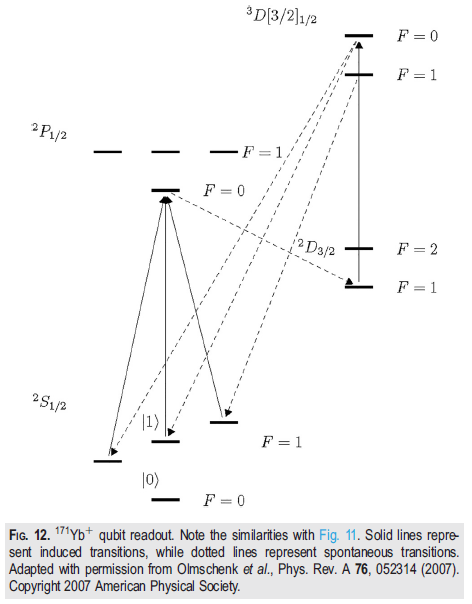 ³D[3/2]₁/₂
F = 0
F = 1
²P₁/₂
F = 1
F = 0
²D₃/₂
F = 2
F = 1
²S₁/₂
|1⟩
F = 1
|0⟩
F = 0
FIG. 12. ¹⁷¹Yb⁺ qubit readout. Note the similarities with Fig. 11. Solid lines repre-
sent induced transitions, while dotted lines represent spontaneous transitions.
Adapted with permission from Olmschenk et al., Phys. Rev. A 76, 052314 (2007).
Copyright 2007 American Physical Society.